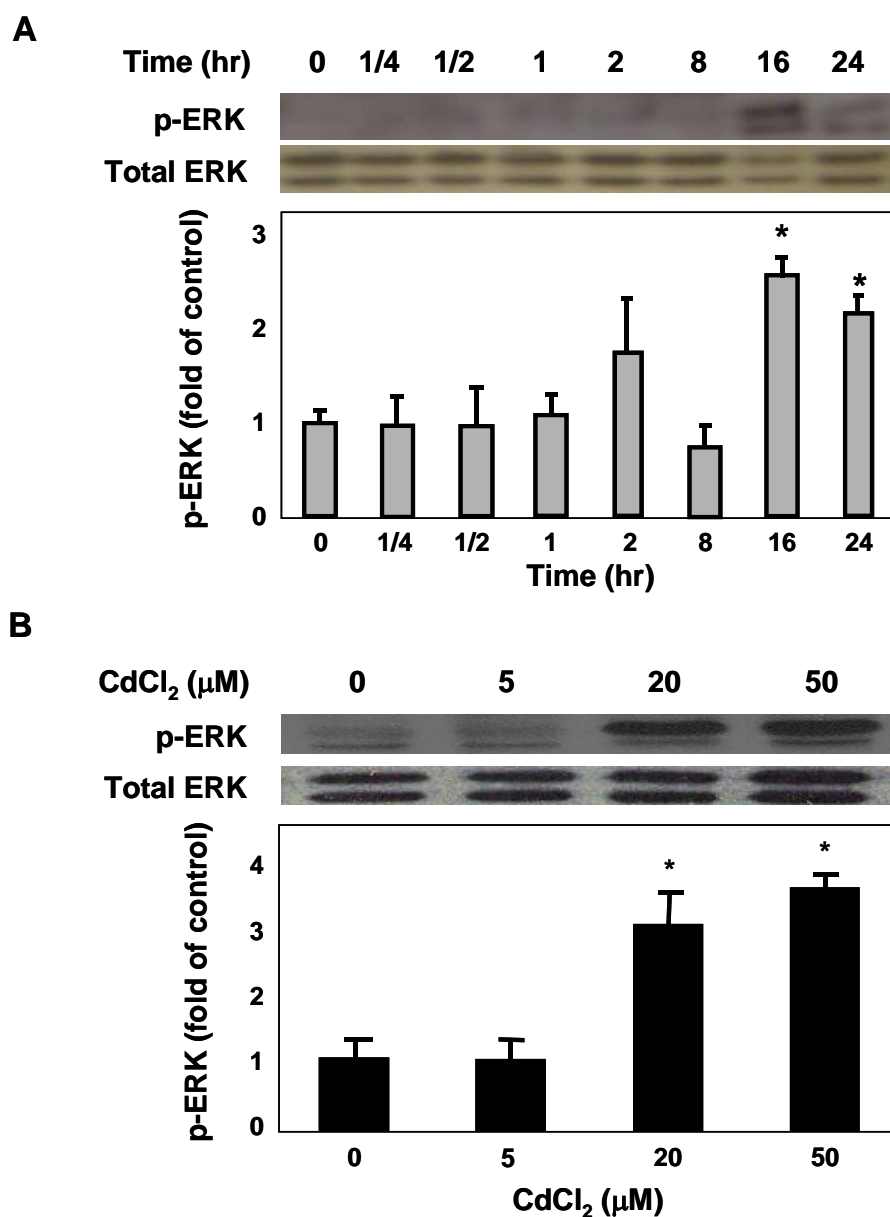 A
Time (hr) 0 1/4 1/2 1 2 8 16 24
p-ERK
Total ERK
p-ERK (fold of control)
3
2
1
0
* *
0 1/4 1/2 1 2 8 16 24
Time (hr)
B
CdCl₂ (μM) 0 5 20 50
p-ERK
Total ERK
p-ERK (fold of control)
4
3
2
1
0
* *
0 5 20 50
CdCl₂ (μM)